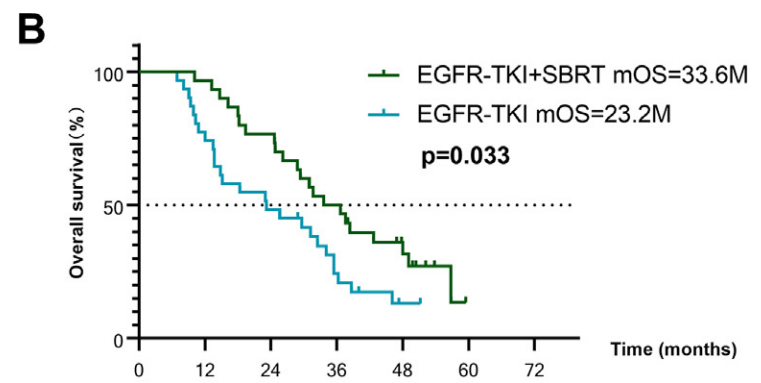 B
EGFR-TKI+SBRT mOS=33.6M
EGFR-TKI mOS=23.2M
p=0.033
Overall survival(%)
100
50
0
0 12 24 36 48 60 72
Time (months)